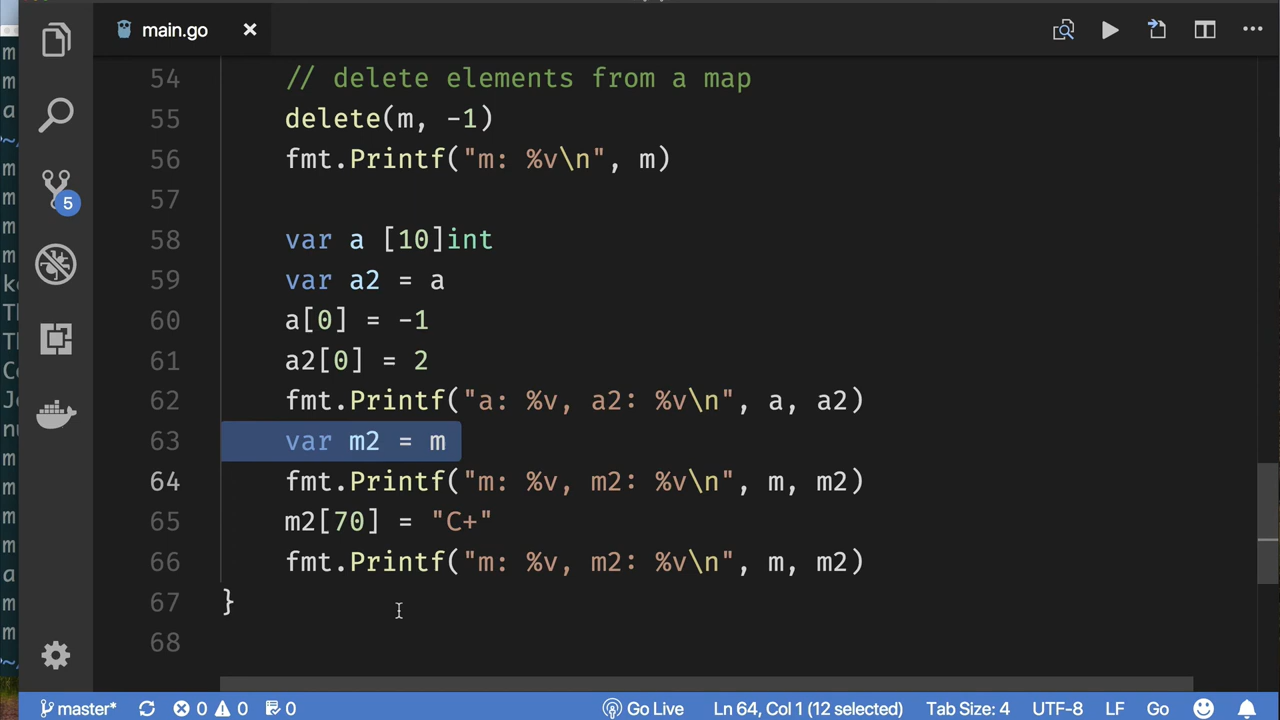 main.go
54 // delete elements from a map
55 delete(m, -1)
56 fmt.Printf("m: %v\n", m)
57
58 var a [10]int
59 var a2 = a
60 a[0] = -1
61 a2[0] = 2
62 fmt.Printf("a: %v, a2: %v\n", a, a2)
63 var m2 = m
64 fmt.Printf("m: %v, m2: %v\n", m, m2)
65 m2[70] = "C+"
66 fmt.Printf("m: %v, m2: %v\n", m, m2)
67 }
68
5
master* 0 0 0 Go Live Ln 64, Col 1 (12 selected) Tab Size: 4 UTF-8 LF Go